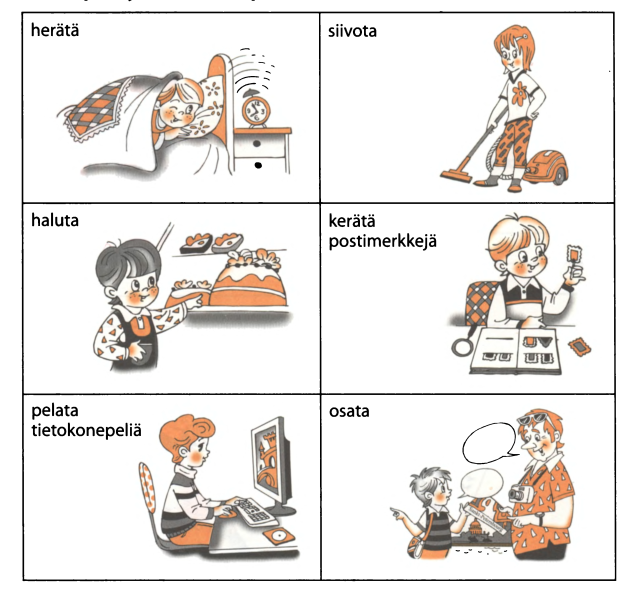 herätä
siivota
haluta
kerätä
postimerkkejä
pelata
tietokonepeliä
osata